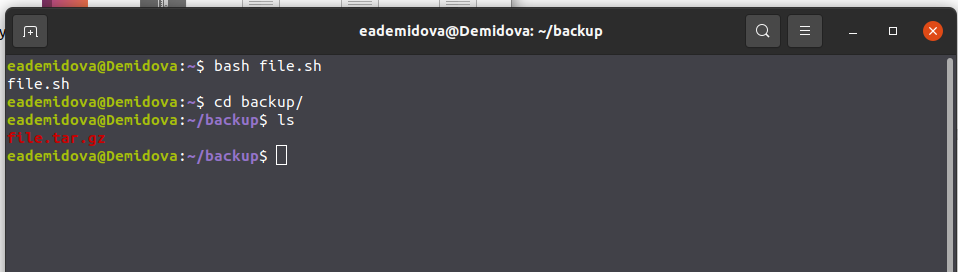 eademidova@Demidova: ~/backup
eademidova@Demidova:~$ bash file.sh
file.sh
eademidova@Demidova:~$ cd backup/
eademidova@Demidova:~/backup$ ls
file.tar.gz
eademidova@Demidova:~/backup$